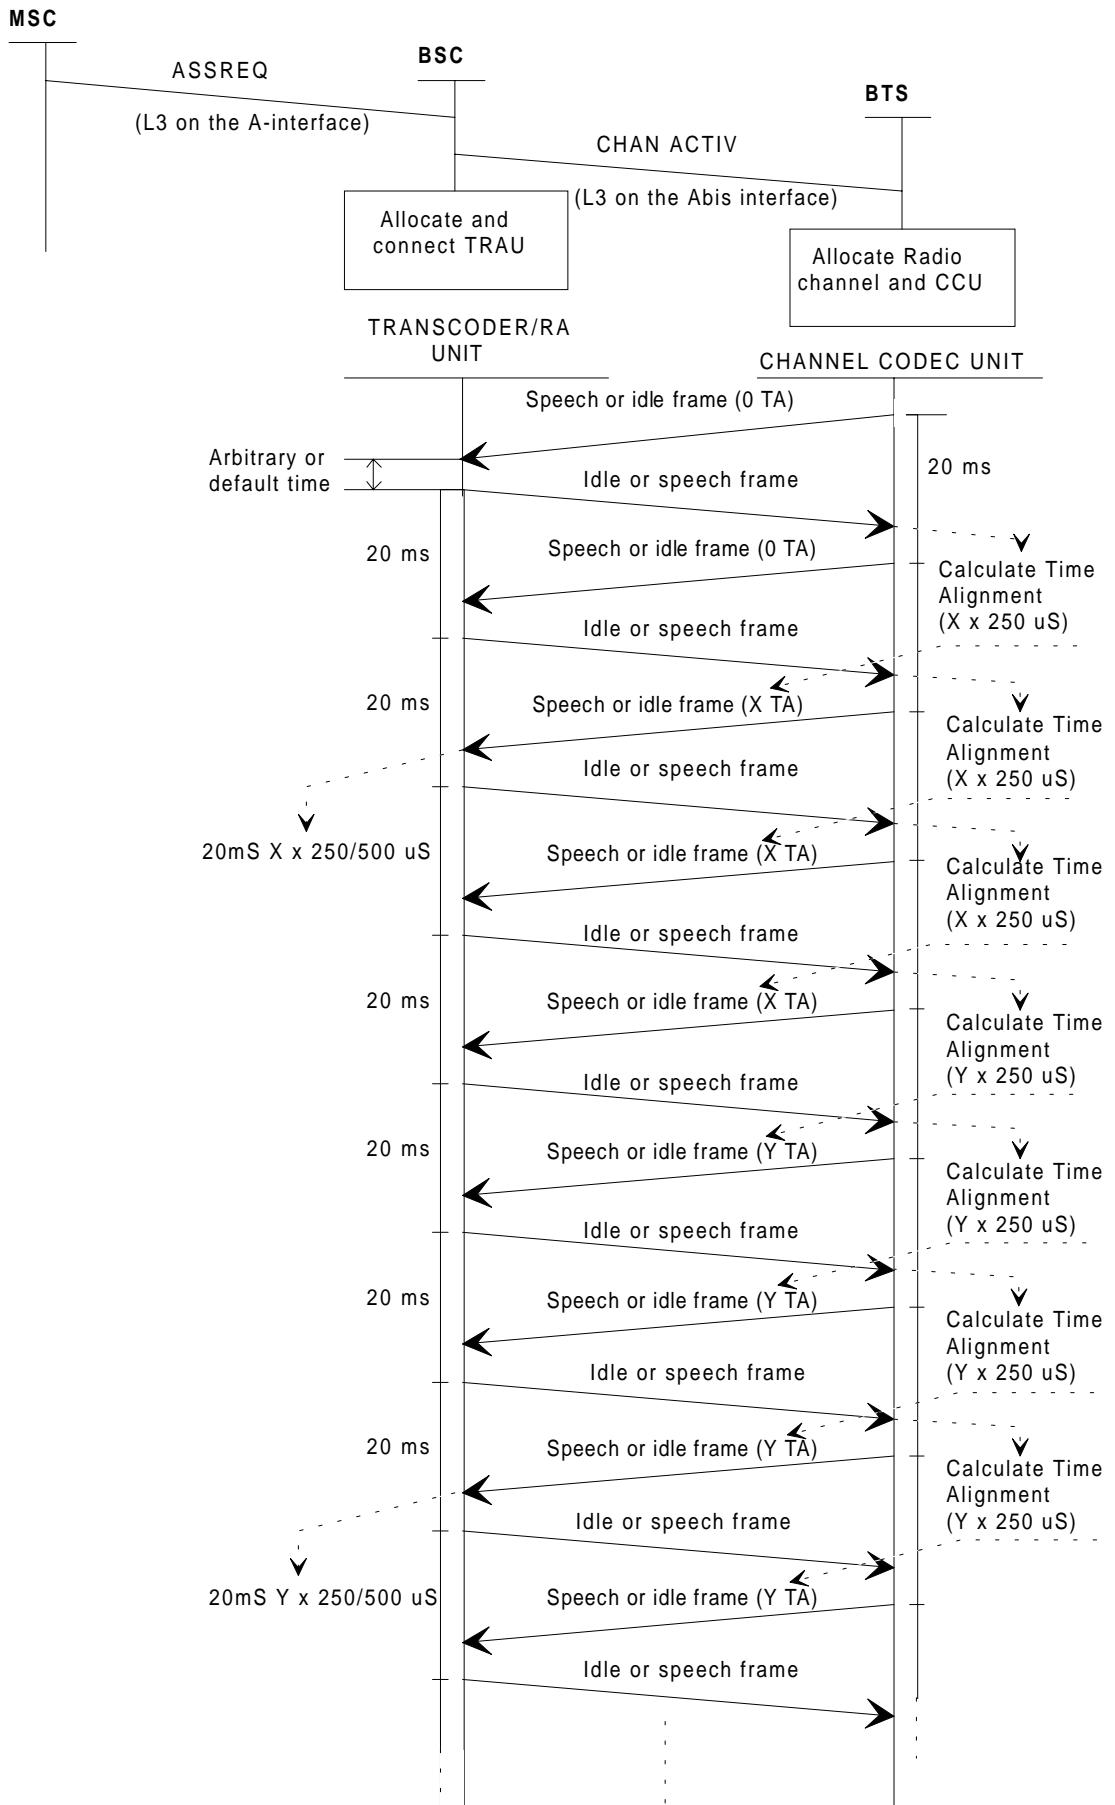 MSC
BSC
ASSREQ
BTS
(L3 on the A-interface)
CHAN ACTIV
(L3 on the Abis interface)
Allocate and
connect TRAU
Allocate Radio
channel and CCU
TRANSCODER/RA
UNIT
CHANNEL CODEC UNIT
Speech or idle frame (0 TA)
Arbitrary or
default time
20 ms
Idle or speech frame
20 ms
Speech or idle frame (0 TA)
Calculate Time
Alignment
(X x 250 uS)
Idle or speech frame
20 ms
Speech or idle frame (X TA)
Calculate Time
Alignment
(X x 250 uS)
Idle or speech frame
20mS X x 250/500 uS
Speech or idle frame (X TA)
Calculate Time
Alignment
(X x 250 uS)
Idle or speech frame
20 ms
Speech or idle frame (X TA)
Calculate Time
Alignment
(Y x 250 uS)
Idle or speech frame
20 ms
Speech or idle frame (Y TA)
Calculate Time
Alignment
(Y x 250 uS)
Idle or speech frame
20 ms
Speech or idle frame (Y TA)
Calculate Time
Alignment
(Y x 250 uS)
Idle or speech frame
20 ms
Speech or idle frame (Y TA)
Calculate Time
Alignment
(Y x 250 uS)
Idle or speech frame
20mS Y x 250/500 uS
Speech or idle frame (Y TA)
Idle or speech frame